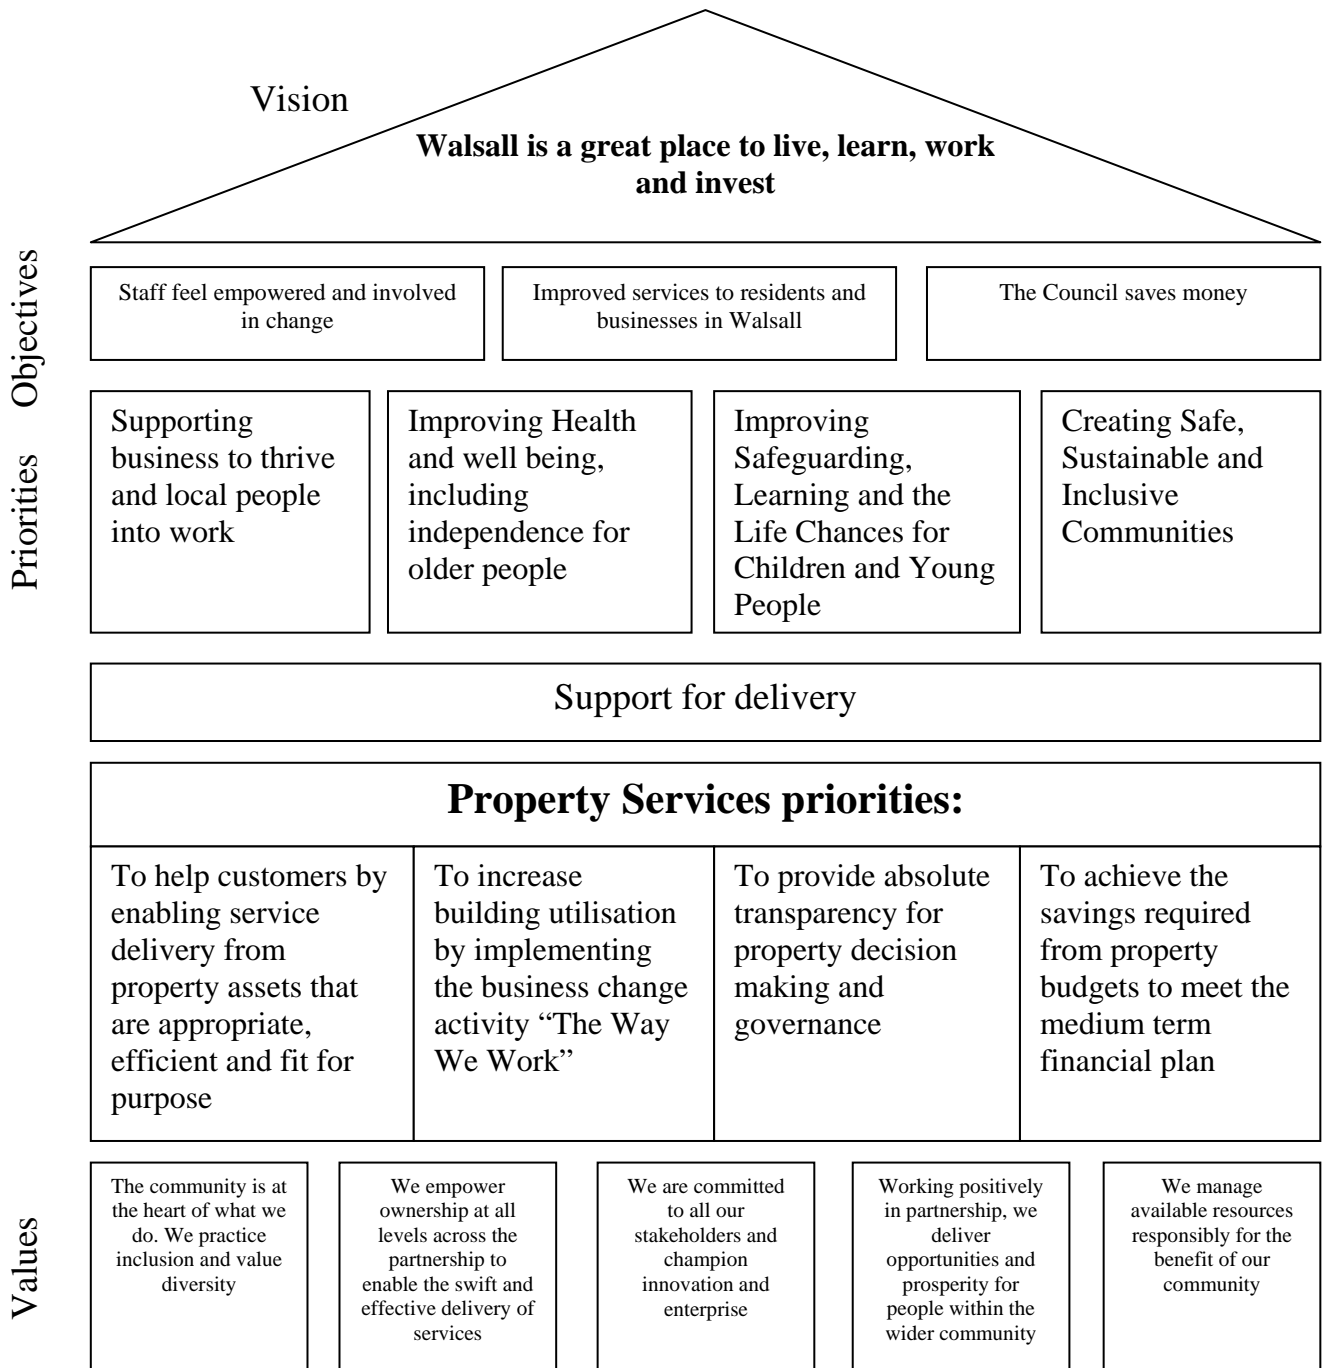 Vision
Walsall is a great place to live, learn, work
and invest
Objectives
Staff feel empowered and involved
in change
Improved services to residents and
businesses in Walsall
The Council saves money
Priorities
Supporting
business to thrive
and local people
into work
Improving Health
and well being,
including
independence for
older people
Improving
Safeguarding,
Learning and the
Life Chances for
Children and Young
People
Creating Safe,
Sustainable and
Inclusive
Communities
Support for delivery
Property Services priorities:
To help customers by
enabling service
delivery from
property assets that
are appropriate,
efficient and fit for
purpose
To increase
building utilisation
by implementing
the business change
activity “The Way
We Work”
To provide absolute
transparency for
property decision
making and
governance
To achieve the
savings required
from property
budgets to meet the
medium term
financial plan
Values
The community is at
the heart of what we
do. We practice
inclusion and value
diversity
We empower
ownership at all
levels across the
partnership to
enable the swift and
effective delivery of
services
We are committed
to all our
stakeholders and
champion
innovation and
enterprise
Working positively
in partnership, we
deliver
opportunities and
prosperity for
people within the
wider community
We manage
available resources
responsibly for the
benefit of our
community